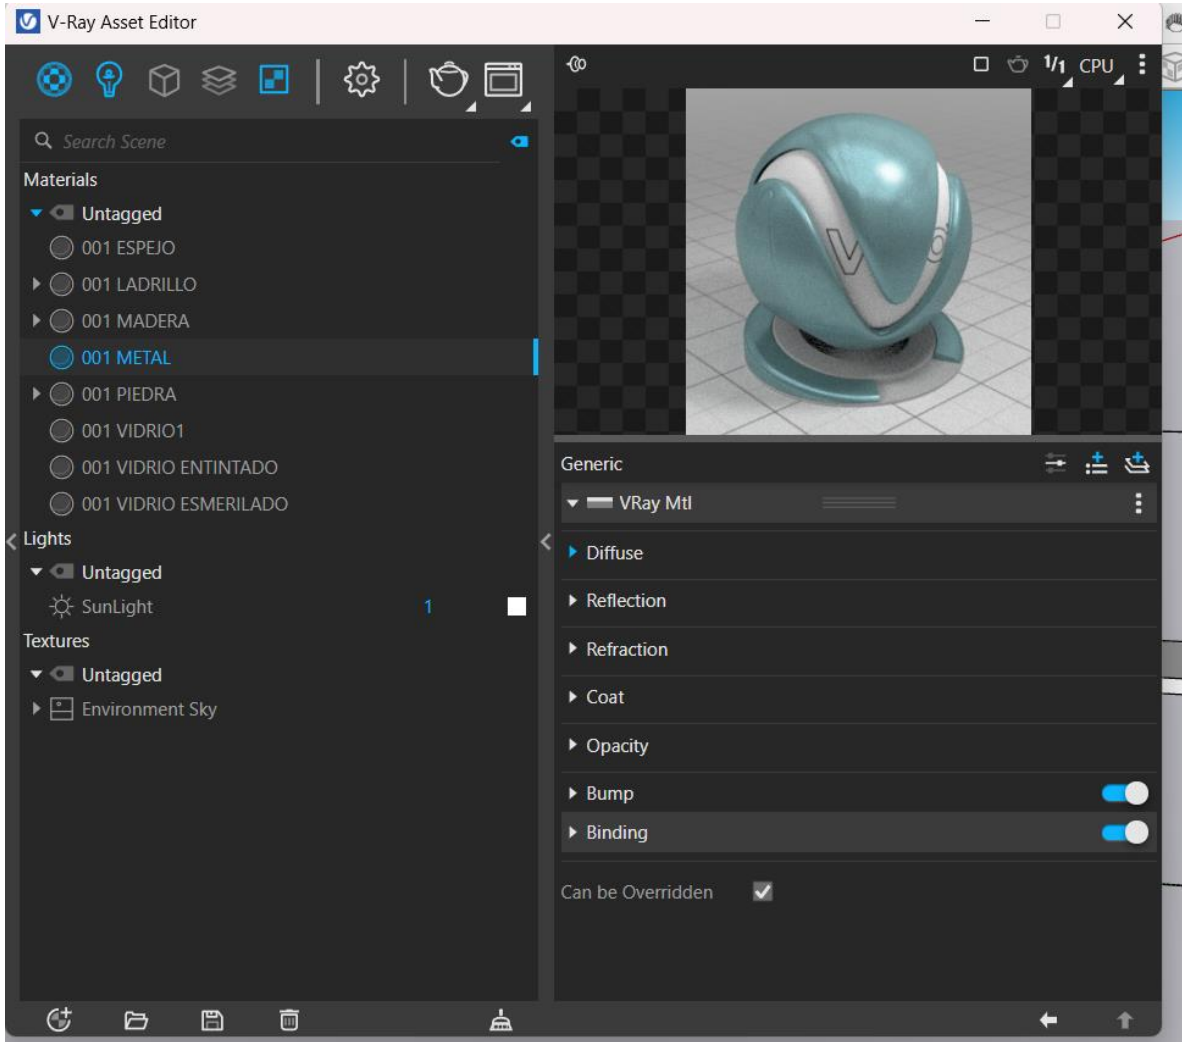 V-Ray Asset Editor
1/1 CPU
Search Scene
Materials
Untagged
001 ESPEJO
001 LADRILLO
001 MADERA
001 METAL
001 PIEDRA
001 VIDRIO1
001 VIDRIO ENTINTADO
001 VIDRIO ESMERILADO
Lights
Untagged
SunLight 1
Textures
Untagged
Environment Sky
V
Generic
VRay Mtl
Diffuse
Reflection
Refraction
Coat
Opacity
Bump
Binding
Can be Overridden